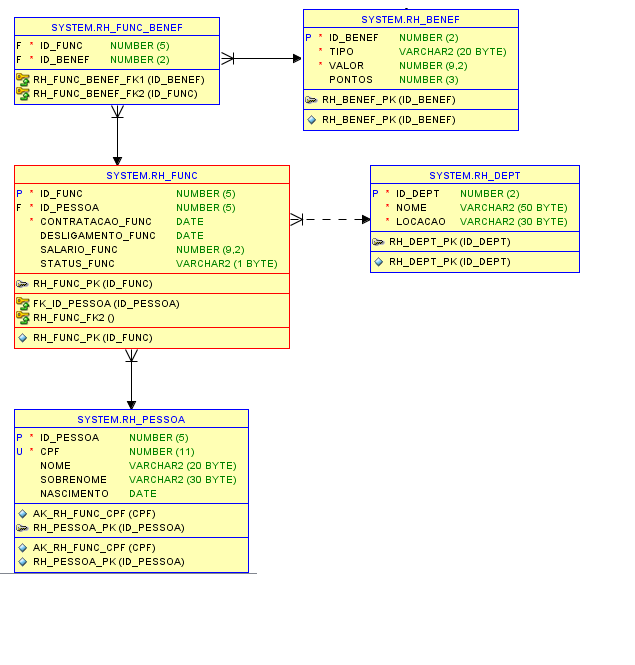 SYSTEM.RH_FUNC_BENEF
F * ID_FUNC NUMBER (5)
F * ID_BENEF NUMBER (2)
RH_FUNC_BENEF_FK1 (ID_BENEF)
RH_FUNC_BENEF_FK2 (ID_FUNC)
SYSTEM.RH_BENEF
P * ID_BENEF NUMBER (2)
* TIPO VARCHAR2 (20 BYTE)
* VALOR NUMBER (9,2)
PONTOS NUMBER (3)
RH_BENEF_PK (ID_BENEF)
RH_BENEF_PK (ID_BENEF)
SYSTEM.RH_FUNC
P * ID_FUNC NUMBER (5)
F * ID_PESSOA NUMBER (5)
* CONTRATACAO_FUNC DATE
DESLIGAMENTO_FUNC DATE
SALARIO_FUNC NUMBER (9,2)
STATUS_FUNC VARCHAR2 (1 BYTE)
RH_FUNC_PK (ID_FUNC)
FK_ID_PESSOA (ID_PESSOA)
RH_FUNC_FK2 ()
RH_FUNC_PK (ID_FUNC)
SYSTEM.RH_DEPT
P * ID_DEPT NUMBER (2)
* NOME VARCHAR2 (50 BYTE)
* LOCACAO VARCHAR2 (30 BYTE)
RH_DEPT_PK (ID_DEPT)
RH_DEPT_PK (ID_DEPT)
SYSTEM.RH_PESSOA
P * ID_PESSOA NUMBER (5)
U * CPF NUMBER (11)
NOME VARCHAR2 (20 BYTE)
SOBRENOME VARCHAR2 (30 BYTE)
NASCIMENTO DATE
AK_RH_FUNC_CPF (CPF)
RH_PESSOA_PK (ID_PESSOA)
AK_RH_FUNC_CPF (CPF)
RH_PESSOA_PK (ID_PESSOA)